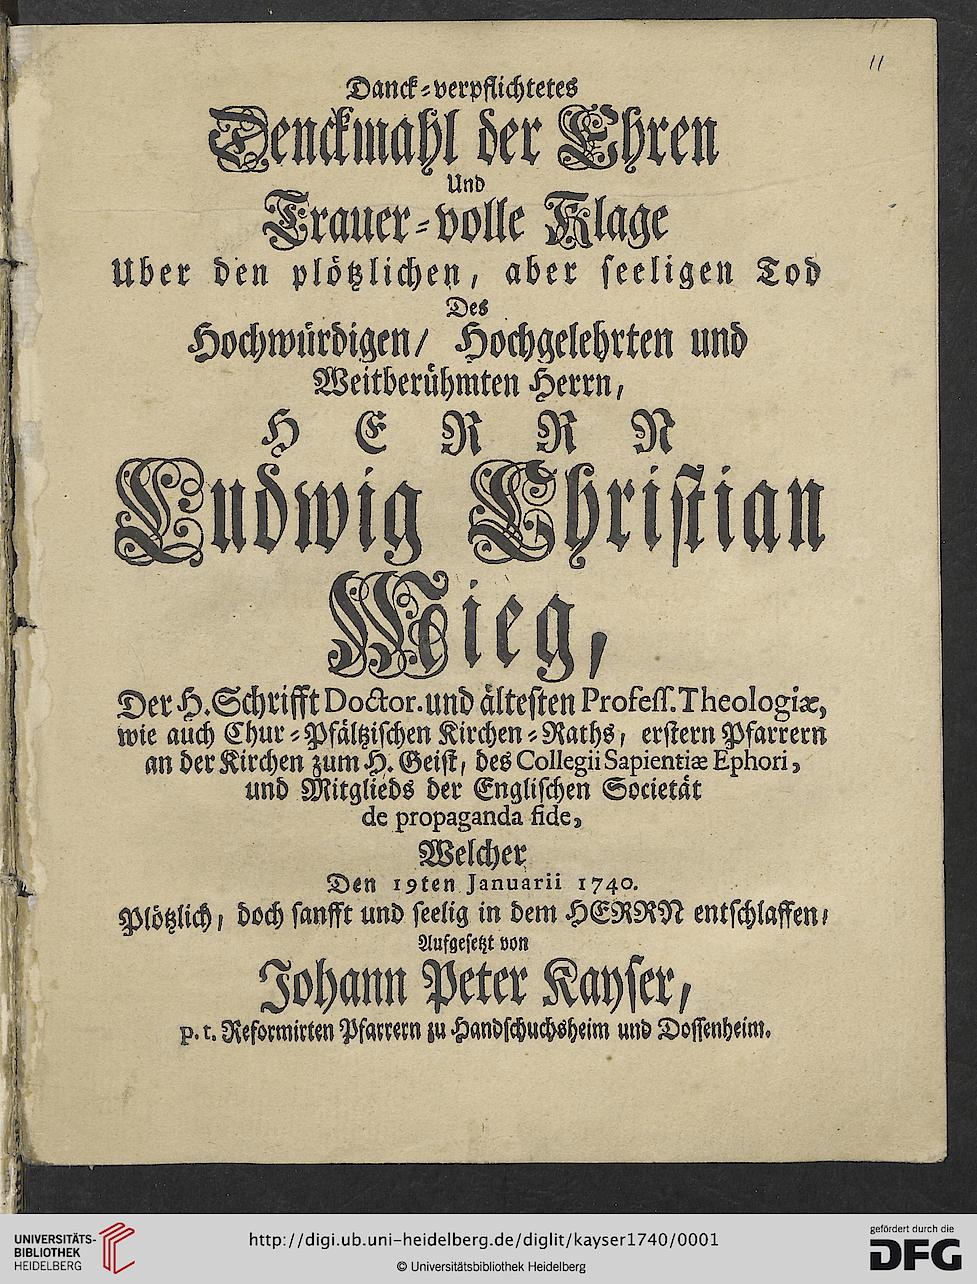 11
Danck-verpflichtetes
Denckmahl der Ehren
Und
Trauer-volle Klage
Uber den plötzlichen, aber seeligen Tod
Des
Hochwürdigen/ Hochgelehrten und
Weitberühmten Herrn,
HERRN
Ludwig Christian
Mieg,
Der H. Schrifft Doctor. und ältesten Profess. Theologiæ,
wie auch Chur-Pfältzischen Kirchen-Raths, erstern Pfarrern
an der Kirchen zum H. Geist, des Collegii Sapientiæ Ephori,
und Mitglieds der Englischen Societät
de propaganda fide,
Welcher
Den 19ten Januarii 1740.
Plötzlich, doch sanfft und seelig in dem HERRN entschlaffen,
Aufgesetzt von
Johann Peter Kayser,
p. t. Reformirten Pfarrern zu Handschuchsheim und Dossenheim.
UNIVERSITÄTS-
BIBLIOTHEK
HEIDELBERG
http://digi.ub.uni-heidelberg.de/diglit/kayser1740/0001
© Universitätsbibliothek Heidelberg
gefördert durch die
DFG